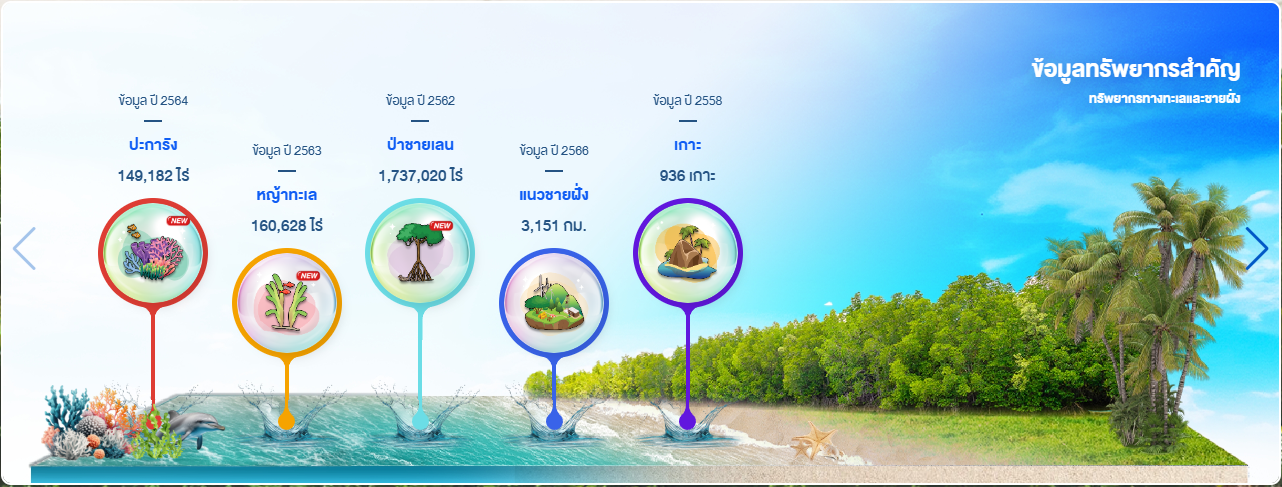 ข้อมูลทรัพยากรสำคัญ
ทรัพยากรทางทะเลและชายฝั่ง
ข้อมูล ปี 2564
ปะการัง
149,182 ไร่
NEW
ข้อมูล ปี 2563
หญ้าทะเล
160,628 ไร่
NEW
ข้อมูล ปี 2562
ป่าชายเลน
1,737,020 ไร่
NEW
ข้อมูล ปี 2566
แนวชายฝั่ง
3,151 กม.
ข้อมูล ปี 2558
เกาะ
936 เกาะ